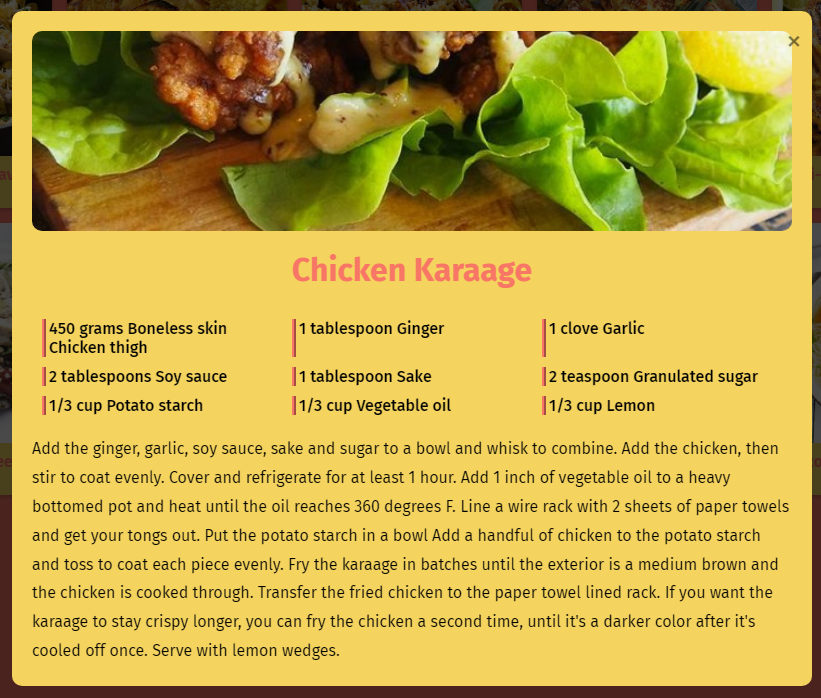 ×
Chicken Karaage
450 grams Boneless skin
Chicken thigh
1 tablespoon Ginger
1 clove Garlic
2 tablespoons Soy sauce
1 tablespoon Sake
2 teaspoon Granulated sugar
1/3 cup Potato starch
1/3 cup Vegetable oil
1/3 cup Lemon
Add the ginger, garlic, soy sauce, sake and sugar to a bowl and whisk to combine. Add the chicken, then
stir to coat evenly. Cover and refrigerate for at least 1 hour. Add 1 inch of vegetable oil to a heavy
bottomed pot and heat until the oil reaches 360 degrees F. Line a wire rack with 2 sheets of paper towels
and get your tongs out. Put the potato starch in a bowl Add a handful of chicken to the potato starch
and toss to coat each piece evenly. Fry the karaage in batches until the exterior is a medium brown and
the chicken is cooked through. Transfer the fried chicken to the paper towel lined rack. If you want the
karaage to stay crispy longer, you can fry the chicken a second time, until it's a darker color after it's
cooled off once. Serve with lemon wedges.